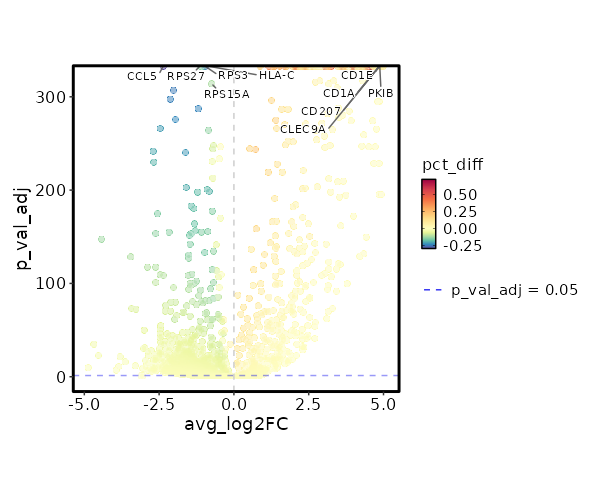 CCL5 RPS27 RPS3 HLA-C CD1E
RPS15A CD1A PKIB
CD207
CLEC9A
300
200
100
0
p_val_adj
-5.0 -2.5 0.0 2.5 5.0
avg_log2FC
pct_diff
0.50
0.25
0.00
-0.25
p_val_adj = 0.05